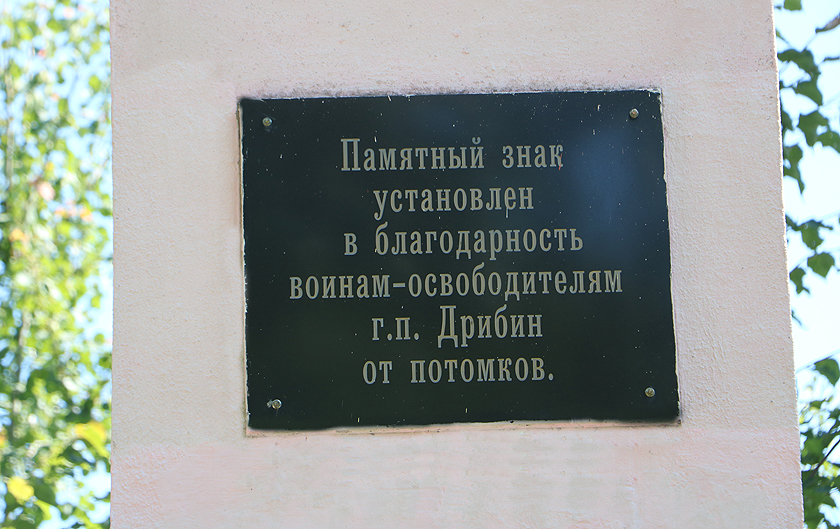 Памятный знак
установлен
в благодарность
воинам-освободителям
г.п. Дрибин
от потомков.